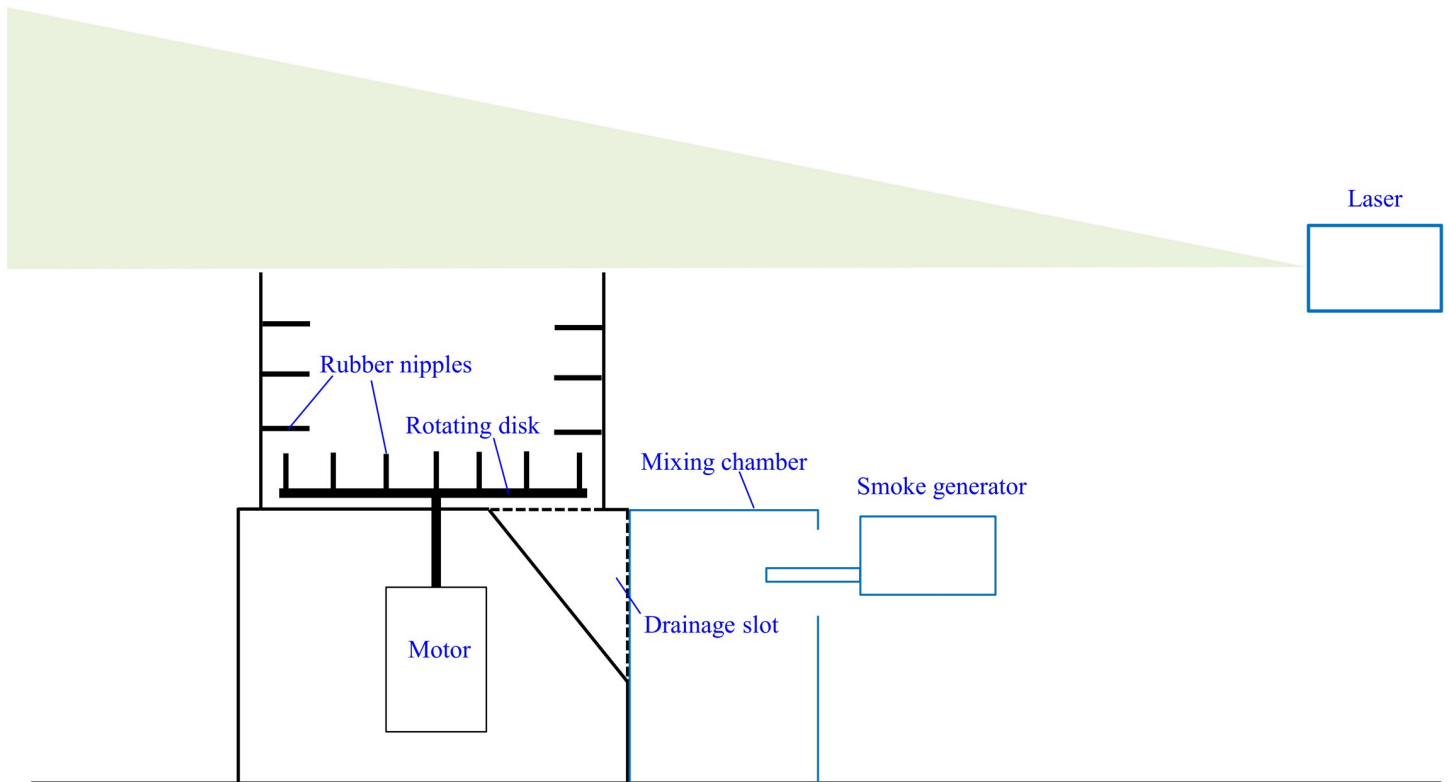 Laser
Rubber nipples
Rotating disk
Mixing chamber
Smoke generator
Drainage slot
Motor